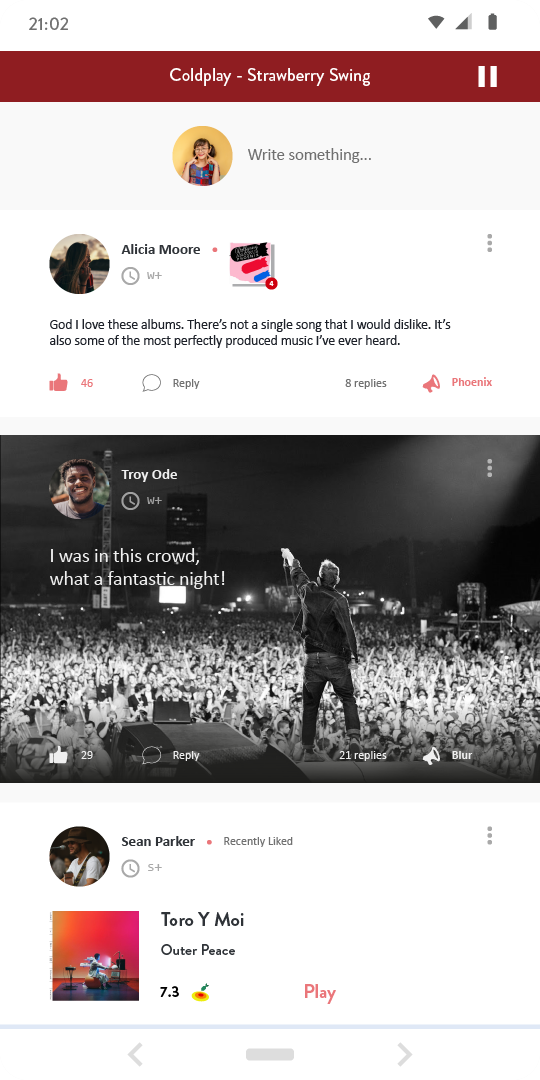 21:02
Coldplay - Strawberry Swing
Write something...
Alicia Moore
W+
4
God I love these albums. There's not a single song that I would dislike. It's
also some of the most perfectly produced music I've ever heard.
46
Reply
8 replies
Phoenix
Troy Ode
W+
I was in this crowd,
what a fantastic night!
29
Reply
21 replies
Blur
Sean Parker
Recently Liked
S+
Toro Y Moi
Outer Peace
7.3
Play